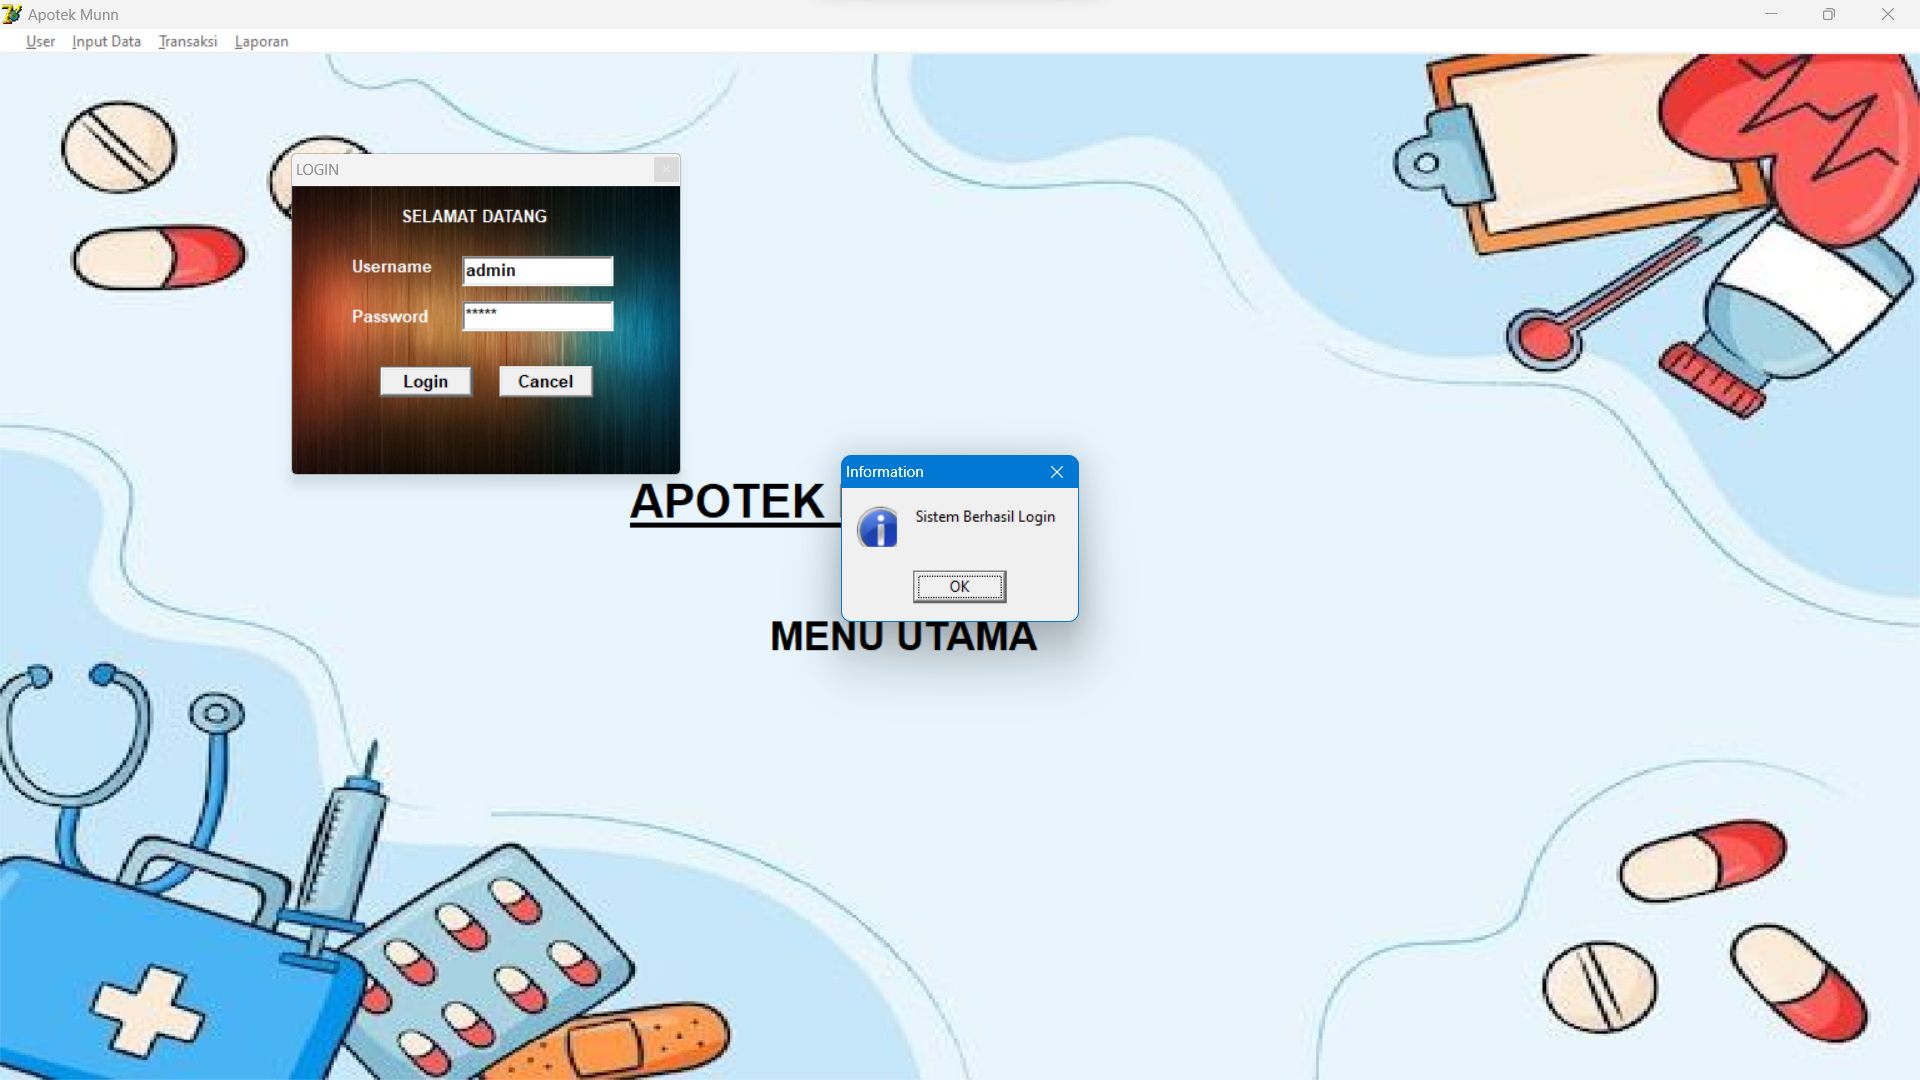 Apotek Munn
User Input Data Transaksi Laporan
LOGIN
SELAMAT DATANG
Username admin
Password *****
Login Cancel
APOTEK
Information
Sistem Berhasil Login
OK
MENU UTAMA